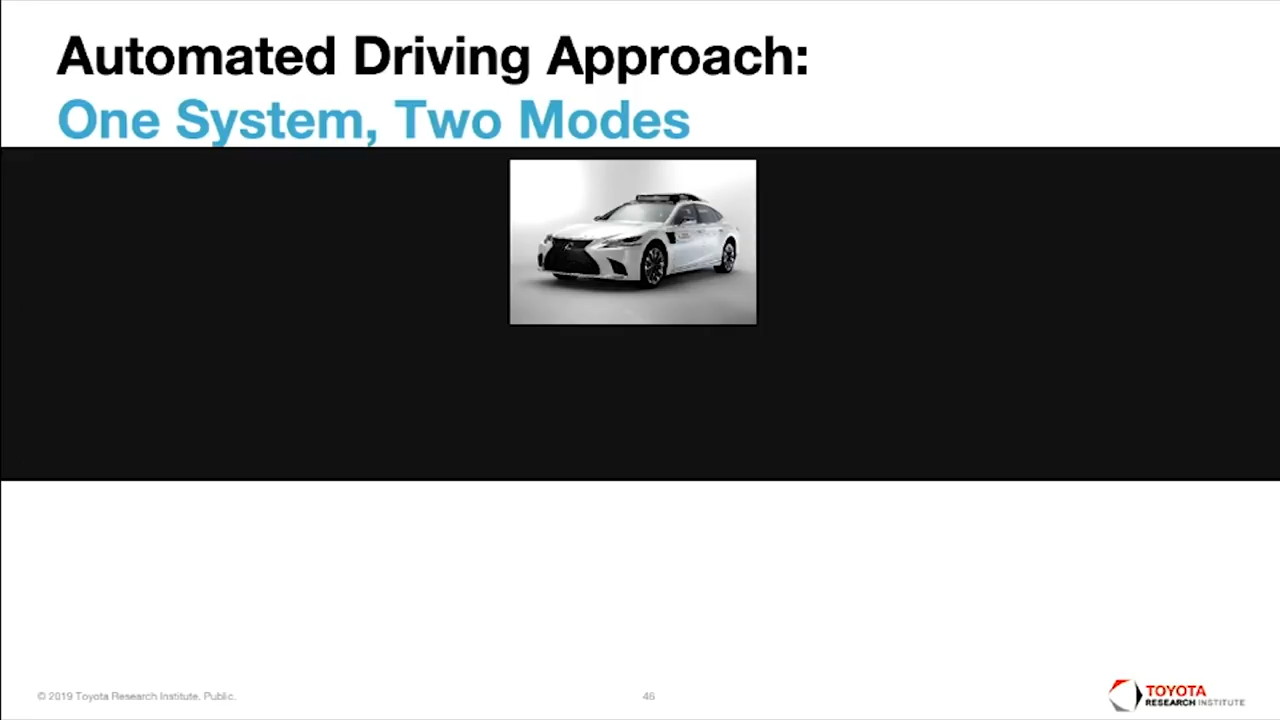 Automated Driving Approach:
One System, Two Modes
© 2019 Toyota Research Institute. Public.
46
TOYOTA
RESEARCH INSTITUTE